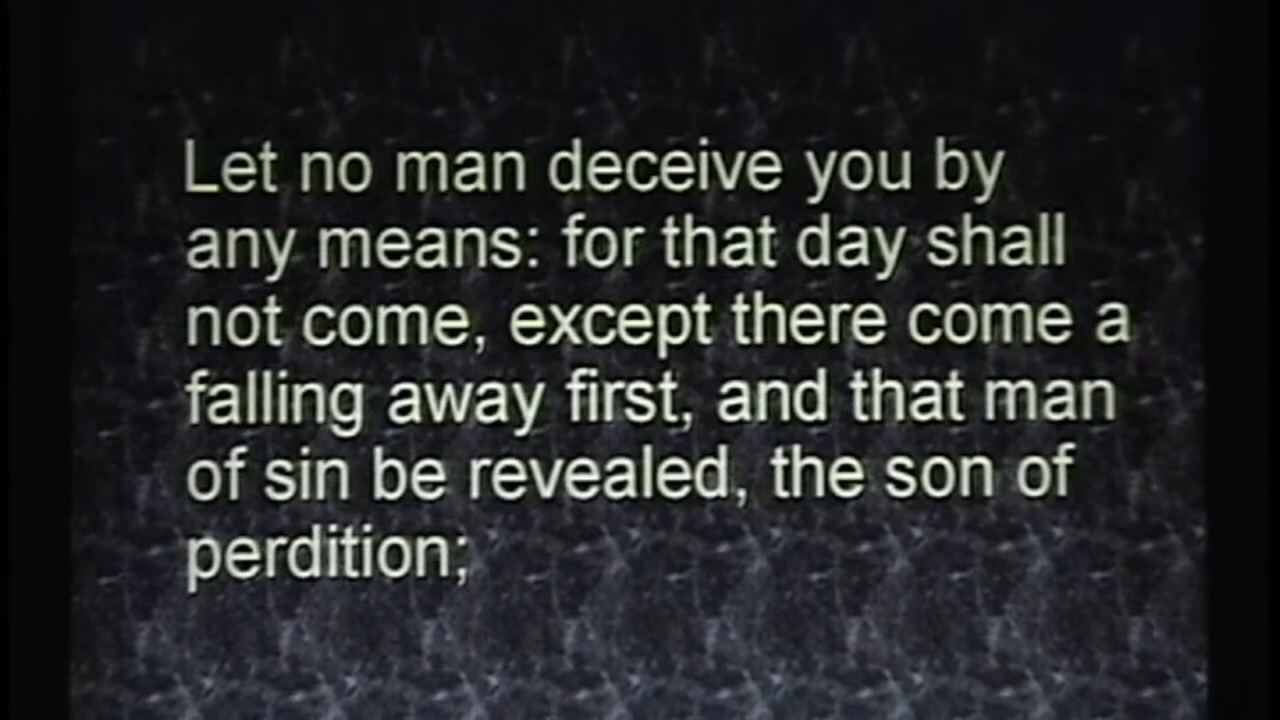 Let no man deceive you by
any means: for that day shall
not come, except there come a
falling away first, and that man
of sin be revealed, the son of
perdition;